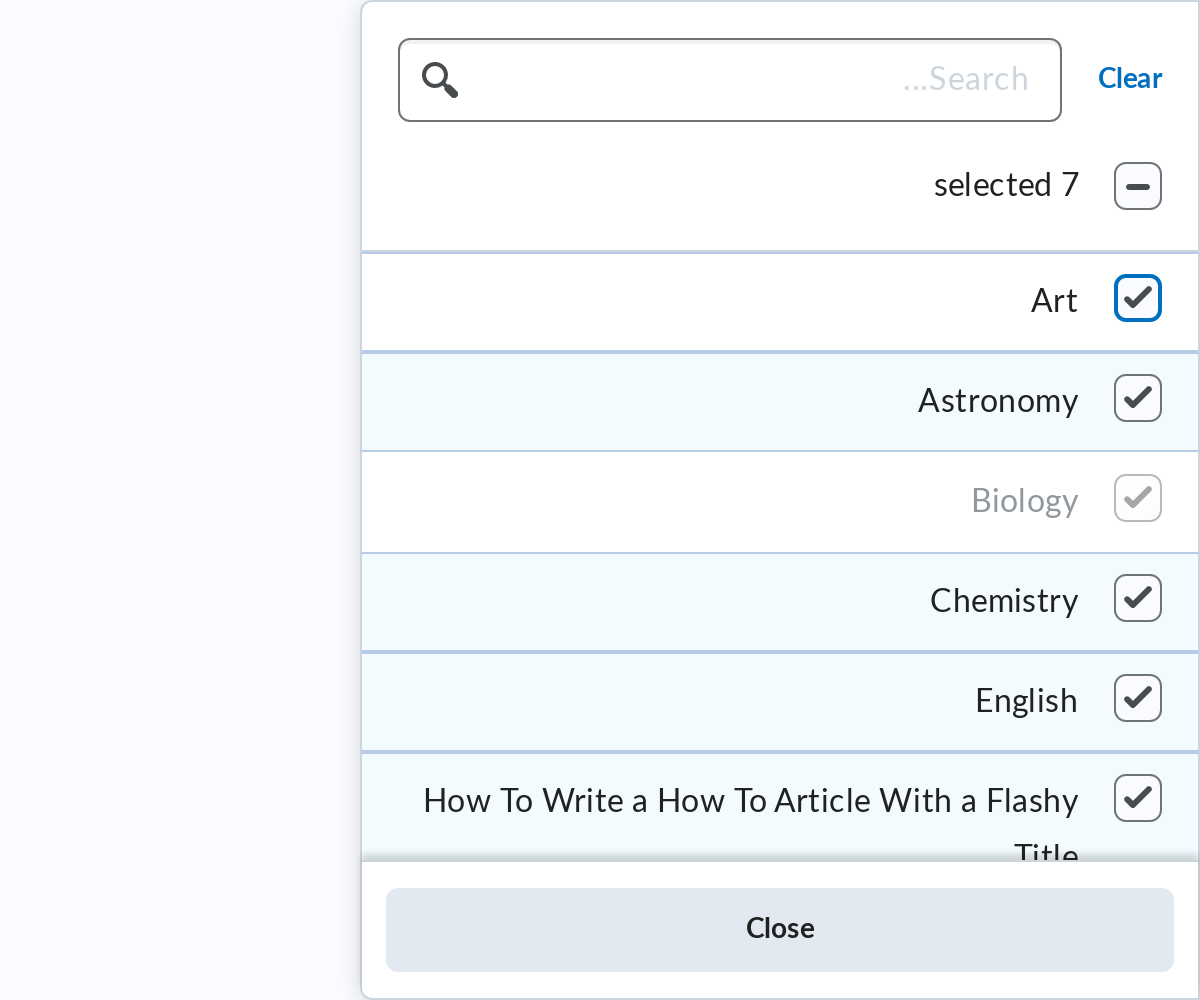 ...Search
Clear
selected 7
Art
Astronomy
Biology
Chemistry
English
How To Write a How To Article With a Flashy
Title
Close